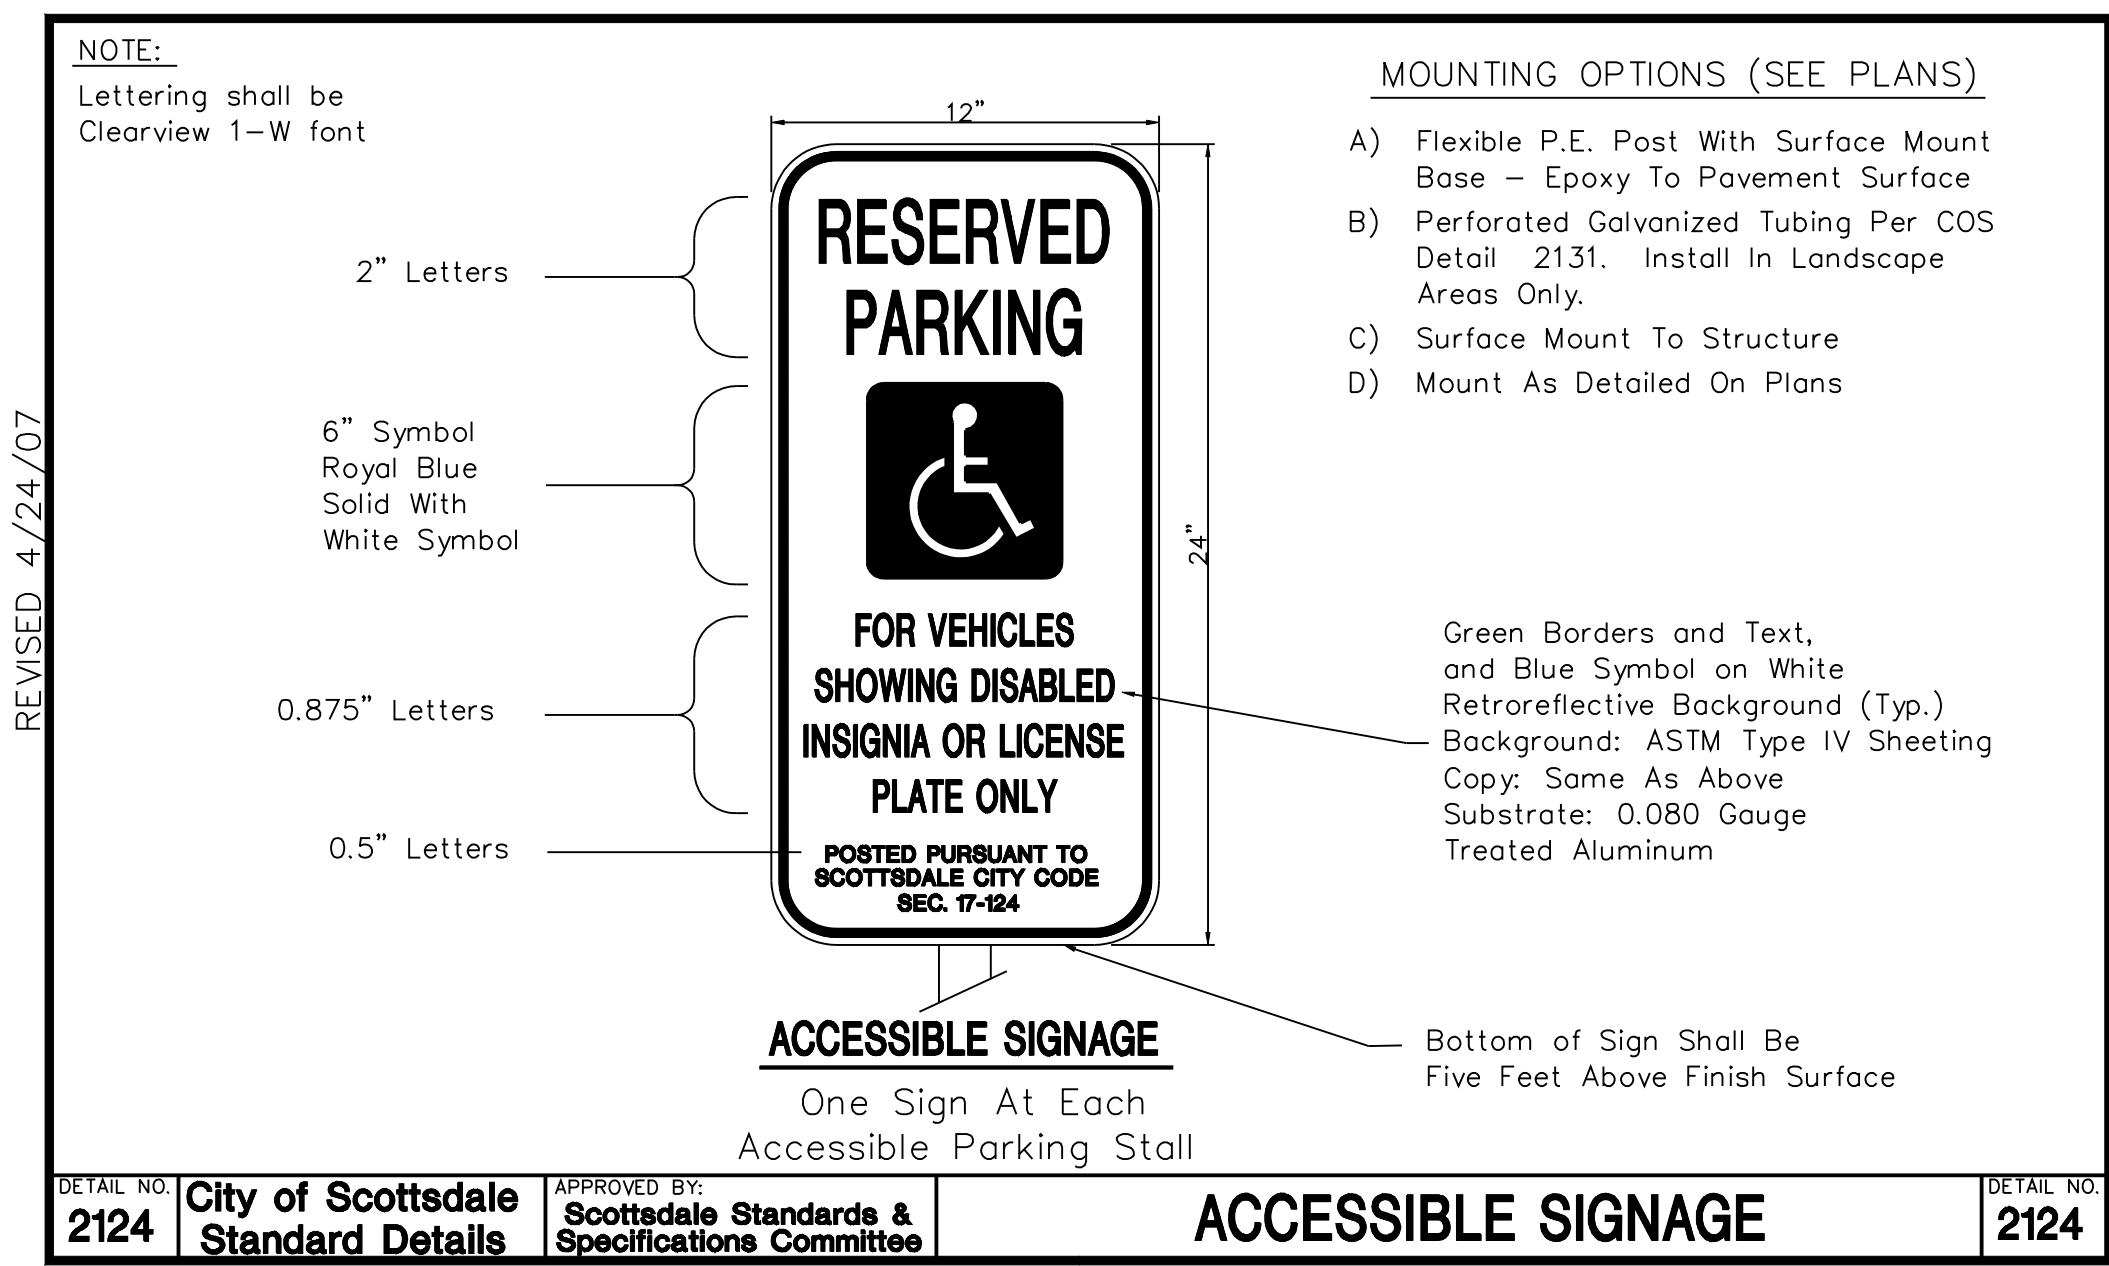 NOTE:
Lettering shall be
Clearview 1-W font
REVISED 4/24/07
2" Letters
6" Symbol
Royal Blue
Solid With
White Symbol
0.875" Letters
0.5" Letters
12"
24"
RESERVED
PARKING
FOR VEHICLES
SHOWING DISABLED
INSIGNIA OR LICENSE
PLATE ONLY
POSTED PURSUANT TO
SCOTTSDALE CITY CODE
SEC. 17-124
MOUNTING OPTIONS (SEE PLANS)
A) Flexible P.E. Post With Surface Mount
Base - Epoxy To Pavement Surface
B) Perforated Galvanized Tubing Per COS
Detail 2131. Install In Landscape
Areas Only.
C) Surface Mount To Structure
D) Mount As Detailed On Plans
Green Borders and Text,
and Blue Symbol on White
Retroreflective Background (Typ.)
Background: ASTM Type IV Sheeting
Copy: Same As Above
Substrate: 0.080 Gauge
Treated Aluminum
Bottom of Sign Shall Be
Five Feet Above Finish Surface
ACCESSIBLE SIGNAGE
One Sign At Each
Accessible Parking Stall
DETAIL NO.
2124
City of Scottsdale
Standard Details
APPROVED BY:
Scottsdale Standards &
Specifications Committee
ACCESSIBLE SIGNAGE
DETAIL NO.
2124